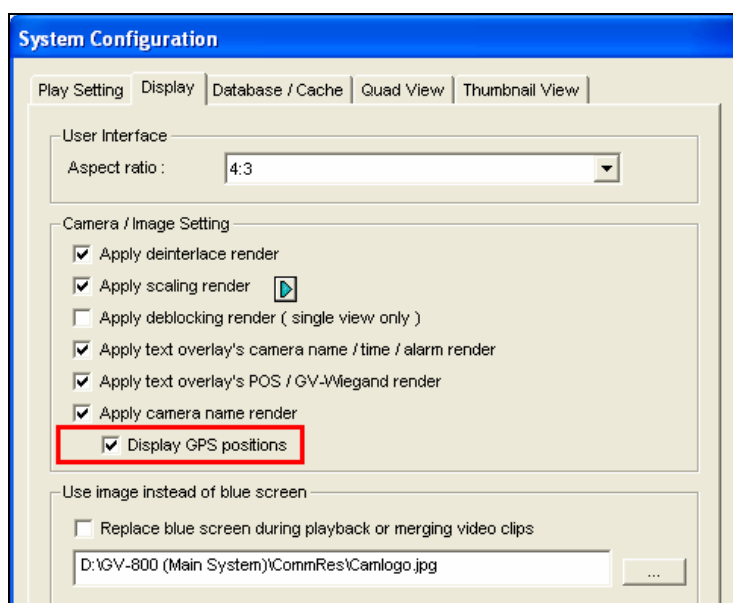 System Configuration
Play Setting Display Database / Cache Quad View Thumbnail View
User Interface
Aspect ratio : 4:3
Camera / Image Setting
Apply deinterlace render
Apply scaling render
Apply deblocking render ( single view only )
Apply text overlay's camera name / time / alarm render
Apply text overlay's POS / GV-Wiegand render
Apply camera name render
Display GPS positions
Use image instead of blue screen
Replace blue screen during playback or merging video clips
D:\GV-800 (Main System)\CommRes\Camlogo.jpg ...